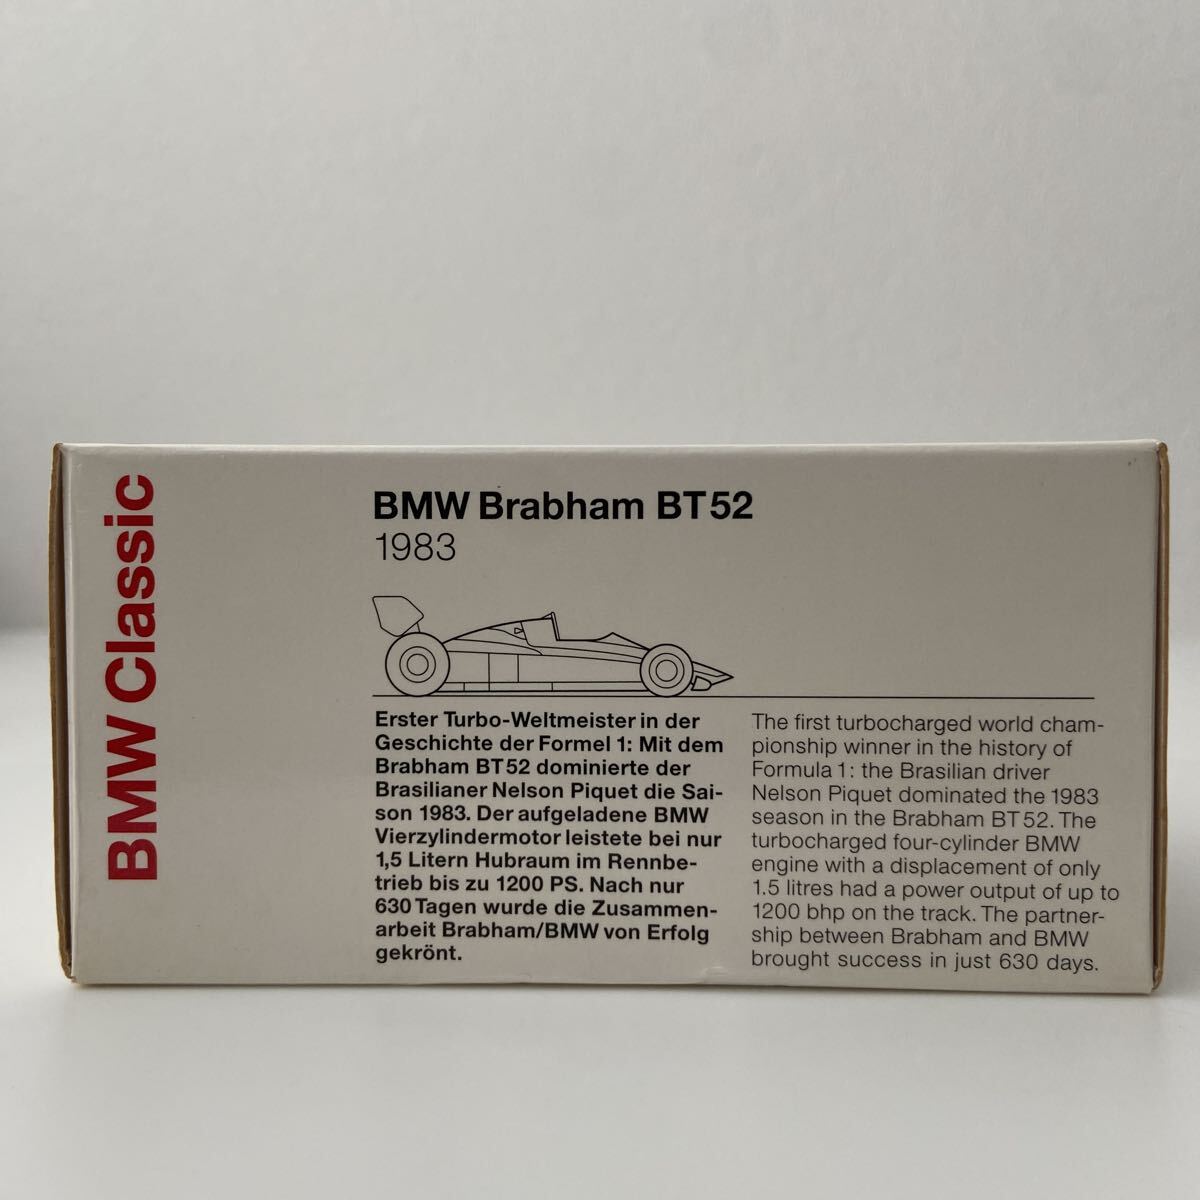 BMW Classic
BMW Brabham BT52
1983
Erster Turbo-Weltmeister in der
Geschichte der Formel 1: Mit dem
Brabham BT52 dominierte der
Brasilianer Nelson Piquet die Sai-
son 1983. Der aufgeladene BMW
Vierzylindermotor leistete bei nur
1,5 Litern Hubraum im Rennbe-
trieb bis zu 1200 PS. Nach nur
630 Tagen wurde die Zusammen-
arbeit Brabham/BMW von Erfolg
gekrönt.
The first turbocharged world cham-
pionship winner in the history of
Formula 1: the Brasilian driver
Nelson Piquet dominated the 1983
season in the Brabham BT52. The
turbocharged four-cylinder BMW
engine with a displacement of only
1.5 litres had a power output of up to
1200 bhp on the track. The partner-
ship between Brabham and BMW
brought success in just 630 days.